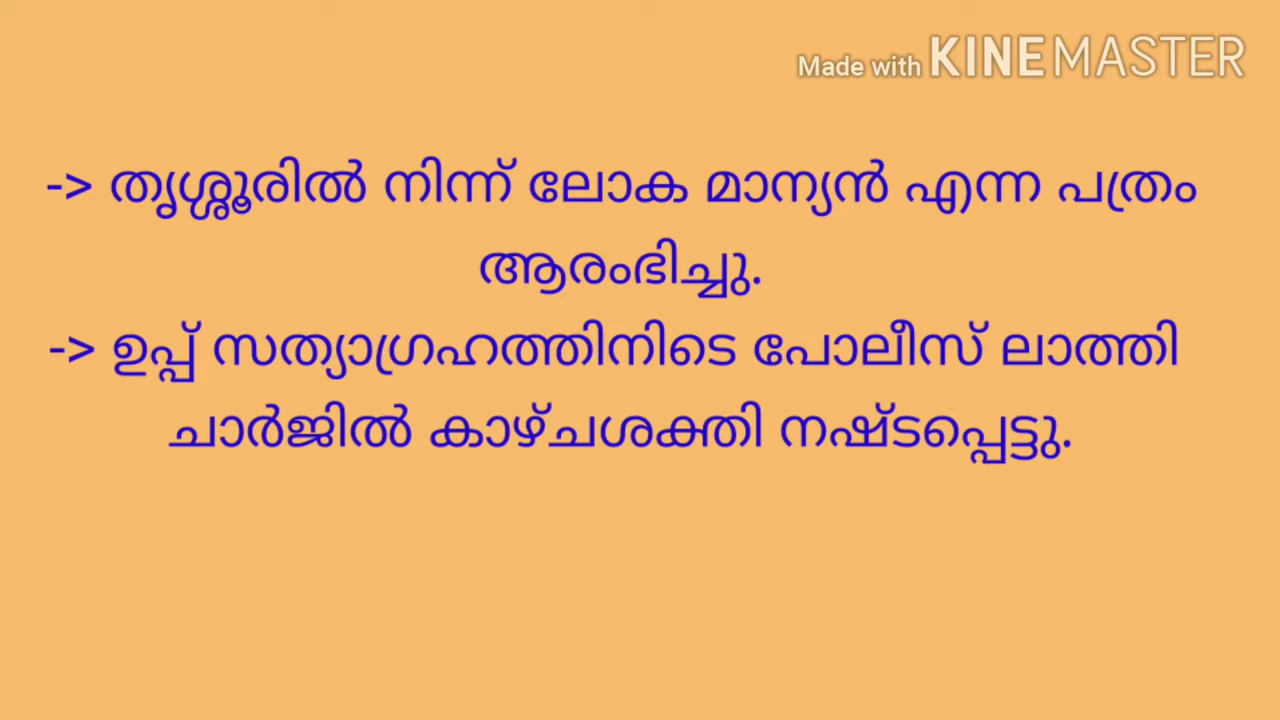 Made with KINEMASTER
-> തൃശ്ശൂരിൽ നിന്ന് ലോക മാന്യൻ എന്ന പത്രം
ആരംഭിച്ചു.
-> ഉപ്പ് സത്യാഗ്രഹത്തിനിടെ പോലീസ് ലാത്തി
ചാർജിൽ കാഴ്ചശക്തി നഷ്ടപ്പെട്ടു.